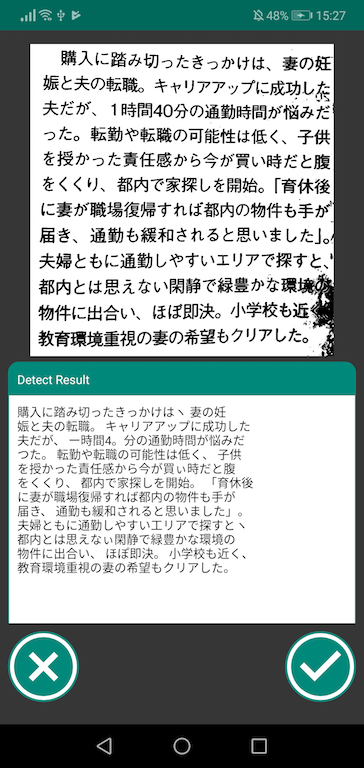 48% 15:27
購入に踏み切ったきっかけは、妻の妊
娠と夫の転職。キャリアアップに成功した
夫だが、1時間40分の通勤時間が悩みだ
った。転勤や転職の可能性は低く、子供
を授かった責任感から今が買い時だと腹
をくくり、都内で家探しを開始。「育休後
に妻が職場復帰すれば都内の物件も手が
届き、通勤も緩和されると思いました」。
夫婦ともに通勤しやすいエリアで探すと、
都内とは思えない閑静で緑豊かな環境の
物件に出合い、ほぼ即決。小学校も近く、
教育環境重視の妻の希望もクリアした。
Detect Result
購入に踏み切ったきっかけはヽ 妻の妊
娠と夫の転職。 キャリアアップに成功した
夫だが、 一時間4。分の通勤時問が悩みだ
つた。 転勤や転職の可能性は低く、 子供
を授かった責任感から今が買ぃ時だと腹
をくくり、 都内で家探しを開始。 「育休後
に妻が職場復帰すれば都内の物件も手が
届き、 通勤も緩和されると思いました」。
夫婦ともに通勤しやすいエリアで探すとヽ
都内とは思えなぃ閑静で緑豊かな環境の
物件に出合い、 ほぼ即決。 小学校も近く、
教育環境重視の妻の希望もクリアした。